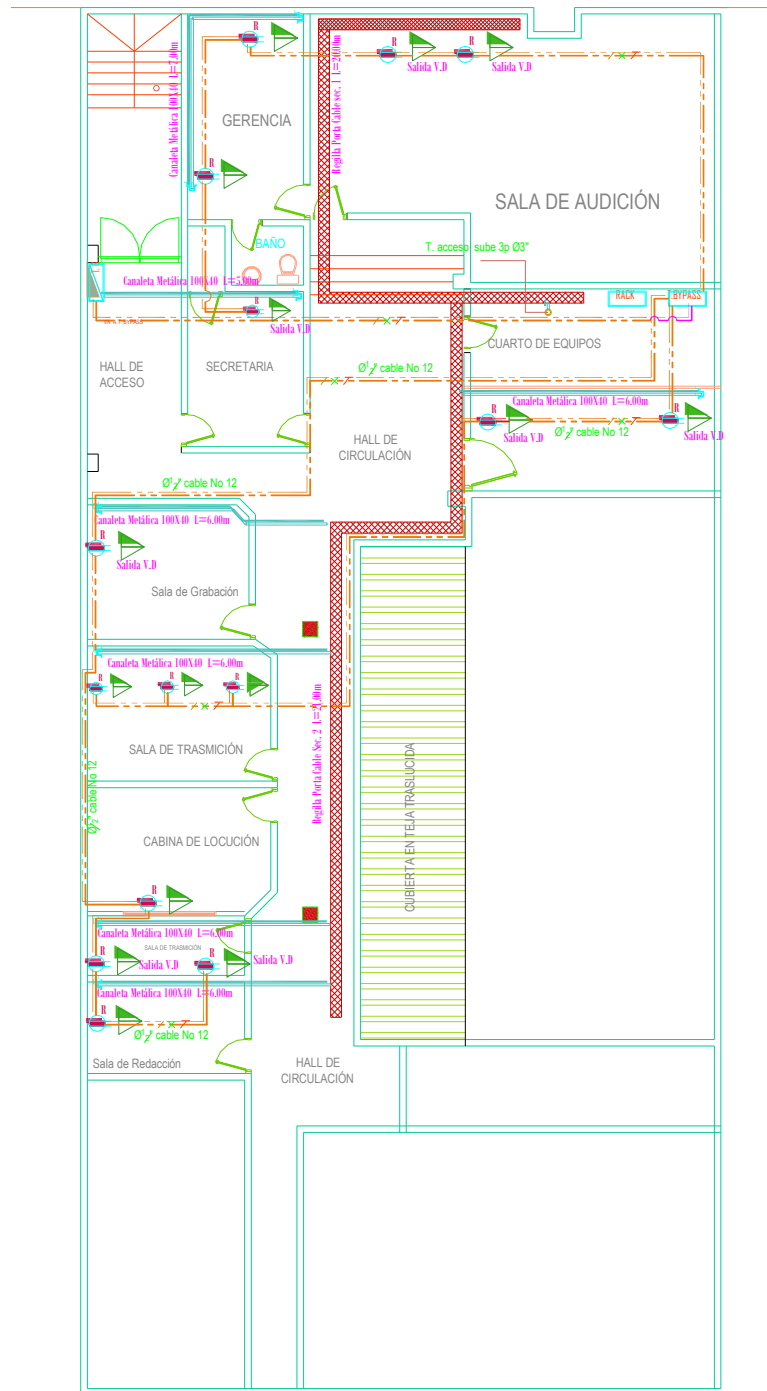 R
R
R
Salida V.D
Salida V.D
Canaleta Metálica 100X40 L=7,00m
GERENCIA
Regilla Porta Cable sec. 1 L=20,00m
R
SALA DE AUDICIÓN
BAÑO
T. acceso sube 3p Ø3"
Canaleta Metálica 100X40 L=5,00m
R
Salida V.D
RACK
T.BYPASS
CUARTO DE EQUIPOS
HALL DE
ACCESO
SECRETARIA
Ø1/2" cable No 12
Canaleta Metálica 100X40 L=6,00m
R
R
Salida V.D
Salida V.D
Ø1/2" cable No 12
HALL DE
CIRCULACIÓN
Ø1/2" cable No 12
Canaleta Metálica 100X40 L=6,00m
R
Salida V.D
Sala de Grabación
Canaleta Metálica 100X40 L=6,00m
R
R
R
Regilla Porta Cable Sec. 2 L=21,00m
SALA DE TRASMICIÓN
Ø1/2" cable No 12
CABINA DE LOCUCIÓN
CUBIERTA EN TEJA TRASLUCIDA
R
Canaleta Metálica 100X40 L=6,00m
SALA DE TRASMICIÓN
R
R
Salida V.D
Salida V.D
Canaleta Metálica 100X40 L=6,00m
R
Ø1/2" cable No 12
Sala de Redacción
HALL DE
CIRCULACIÓN